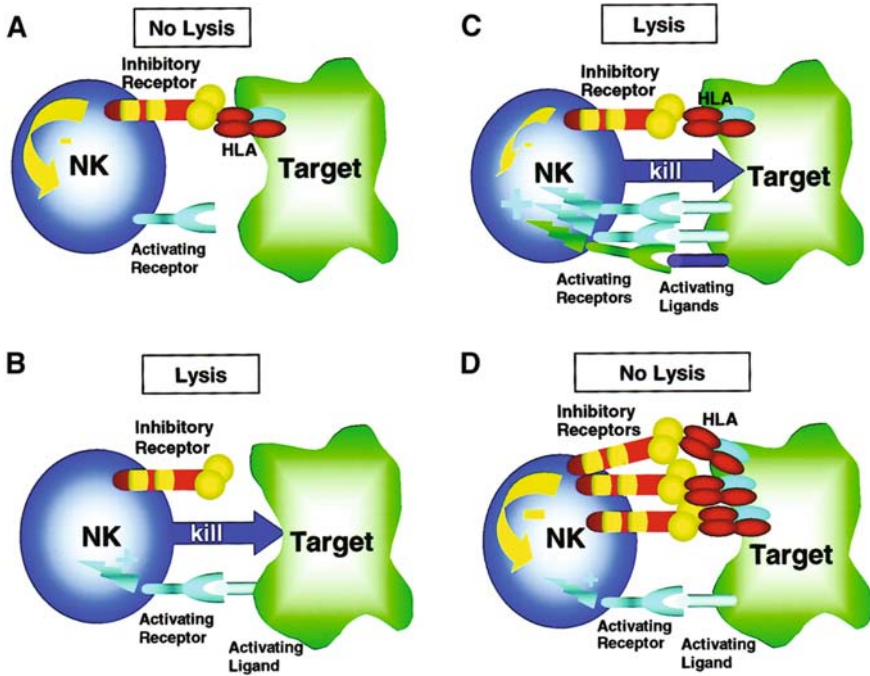 A
No Lysis
Inhibitory
Receptor
HLA
-
NK
Target
Activating
Receptor
B
Lysis
Inhibitory
Receptor
NK
kill
Target
+
Activating
Receptor
Activating
Ligand
C
Lysis
Inhibitory
Receptor
HLA
-
NK
kill
Target
+
Activating
Receptors
Activating
Ligands
D
No Lysis
Inhibitory
Receptors
HLA
-
NK
Target
+
Activating
Receptor
Activating
Ligand